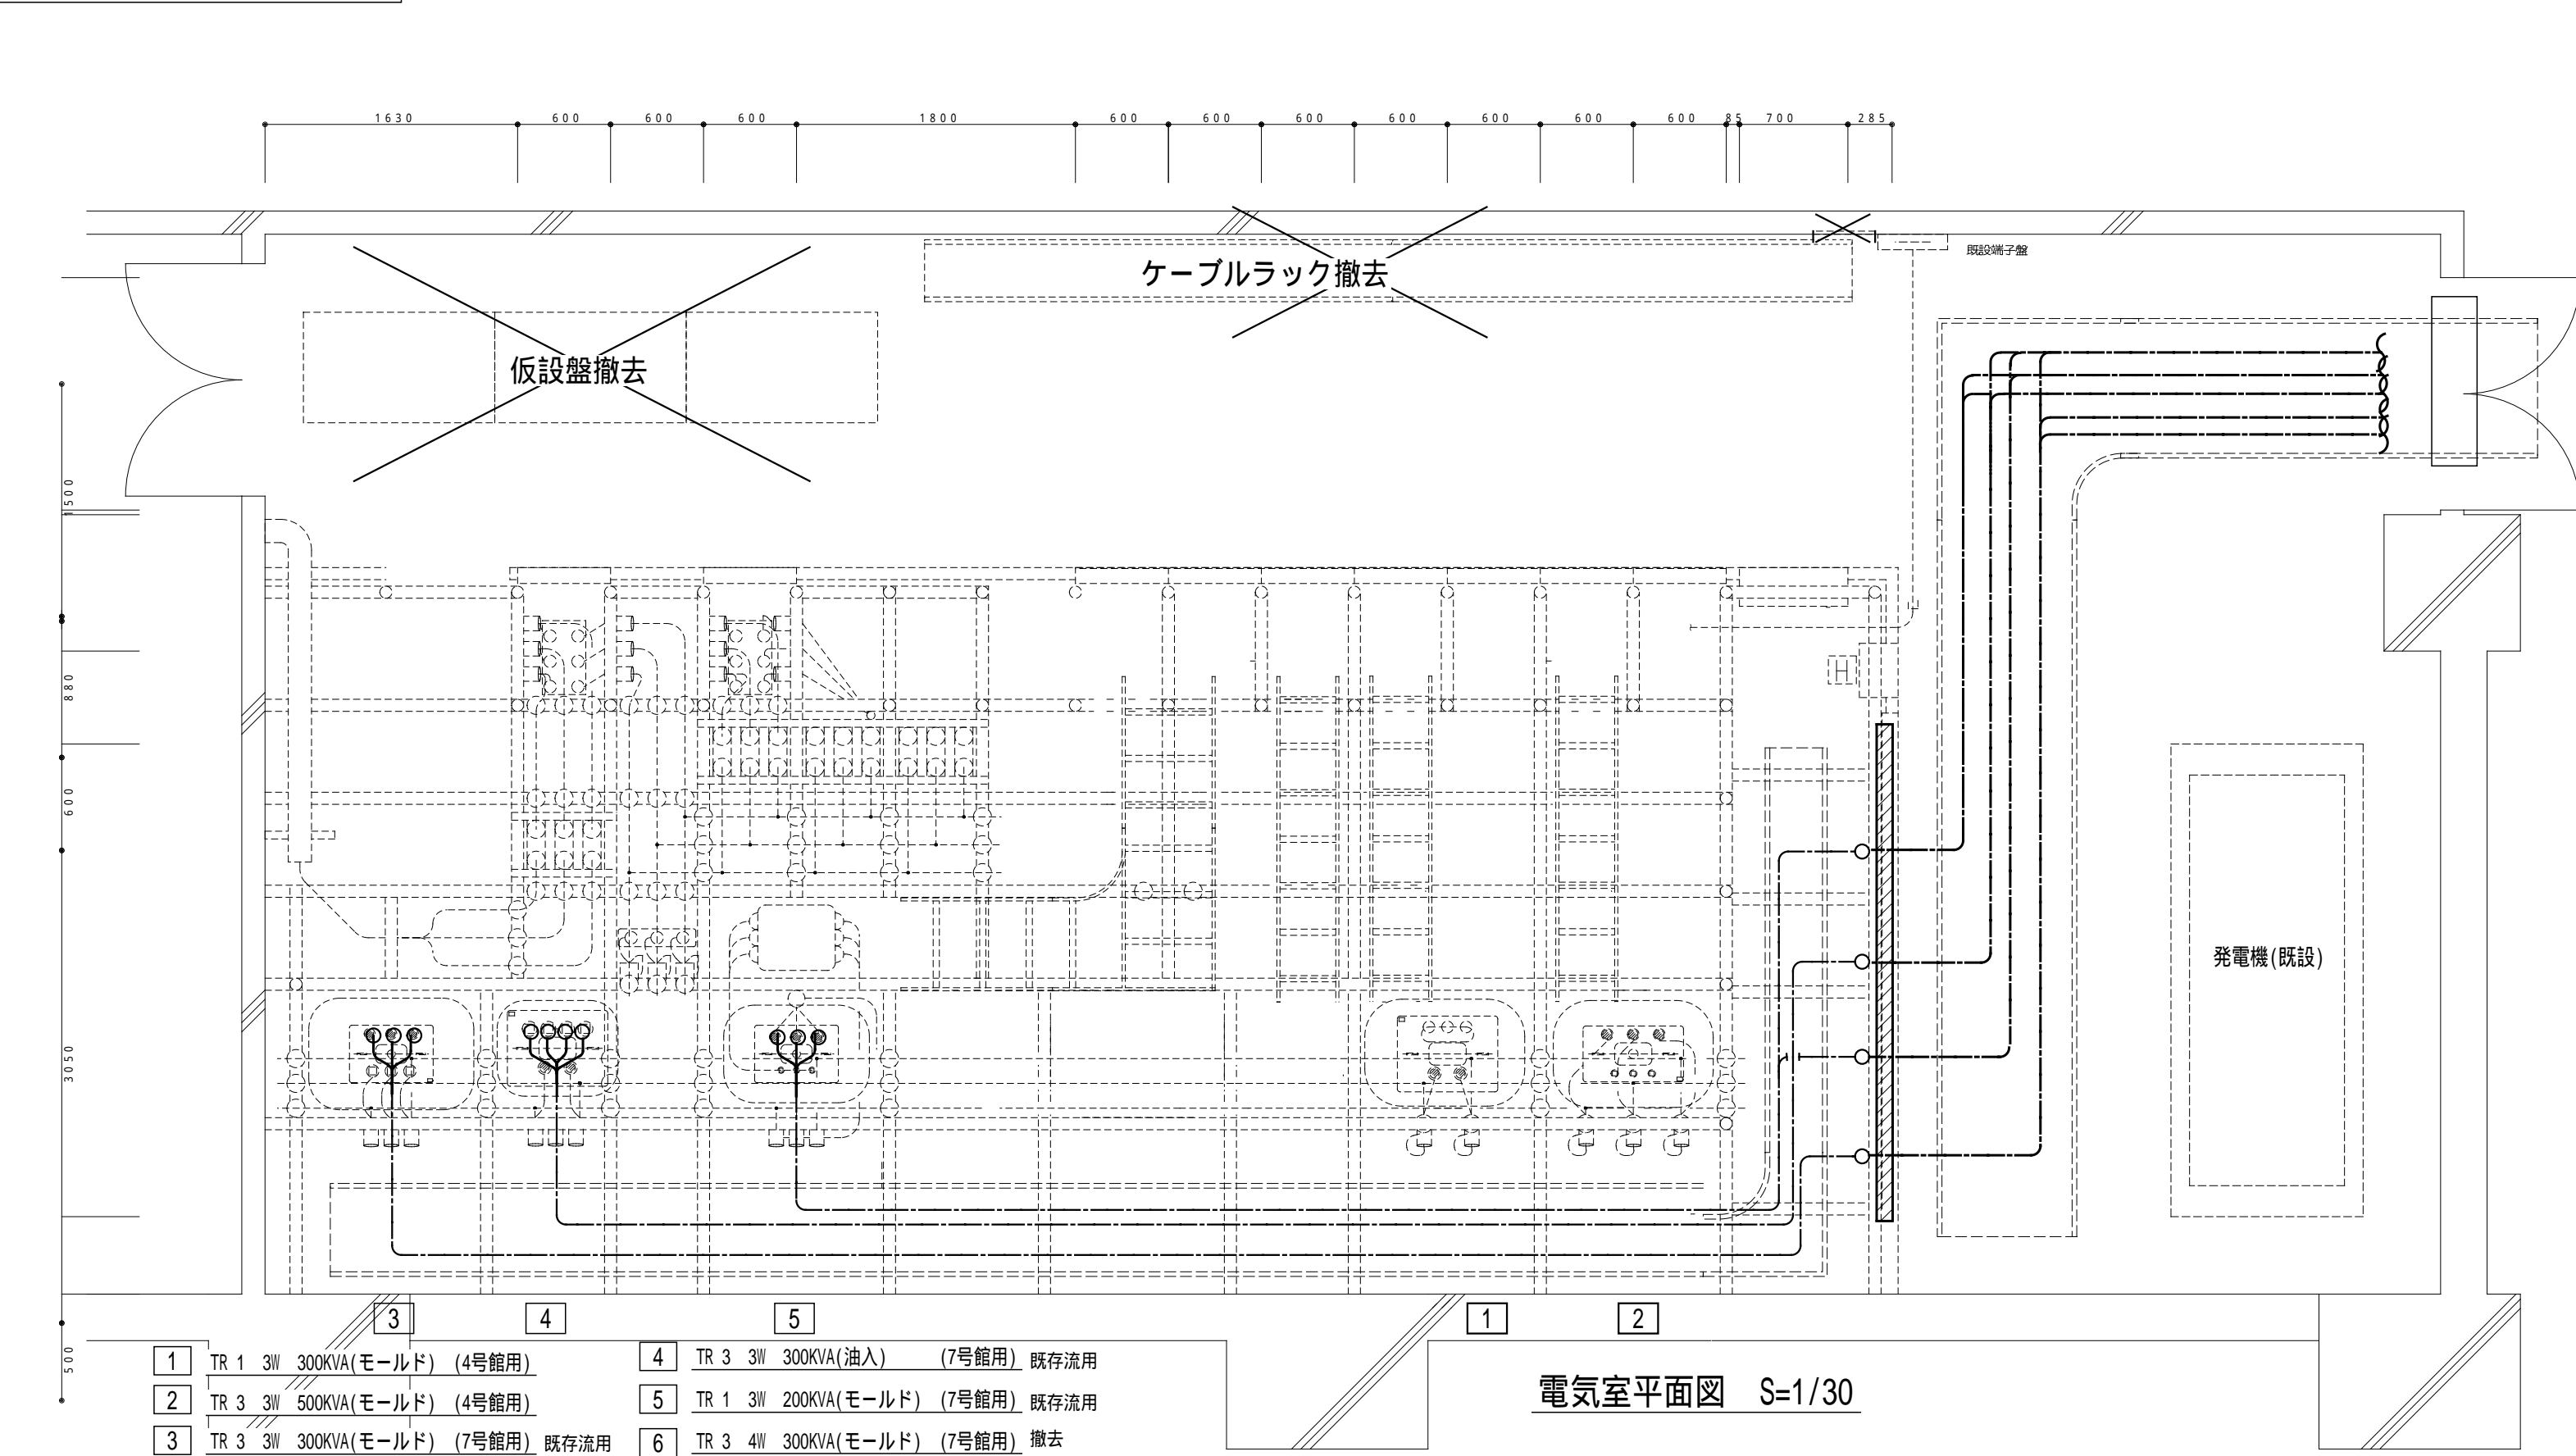 1630 600 600 600 1800 600 600 600 600 600 600 600 85 700 285
既設端子盤
ケーブルラック撤去
仮設盤撤去
1500
880
600
3050
500
H
発電機(既設)
3 4 5 1 2
1 TR 1 3W 300KVA(モールド) (4号館用)
2 TR 3 3W 500KVA(モールド) (4号館用)
3 TR 3 3W 300KVA(モールド) (7号館用) 既存流用
4 TR 3 3W 300KVA(油入) (7号館用) 既存流用
5 TR 1 3W 200KVA(モールド) (7号館用) 既存流用
6 TR 3 4W 300KVA(モールド) (7号館用) 撤去
電気室平面図 S=1/30